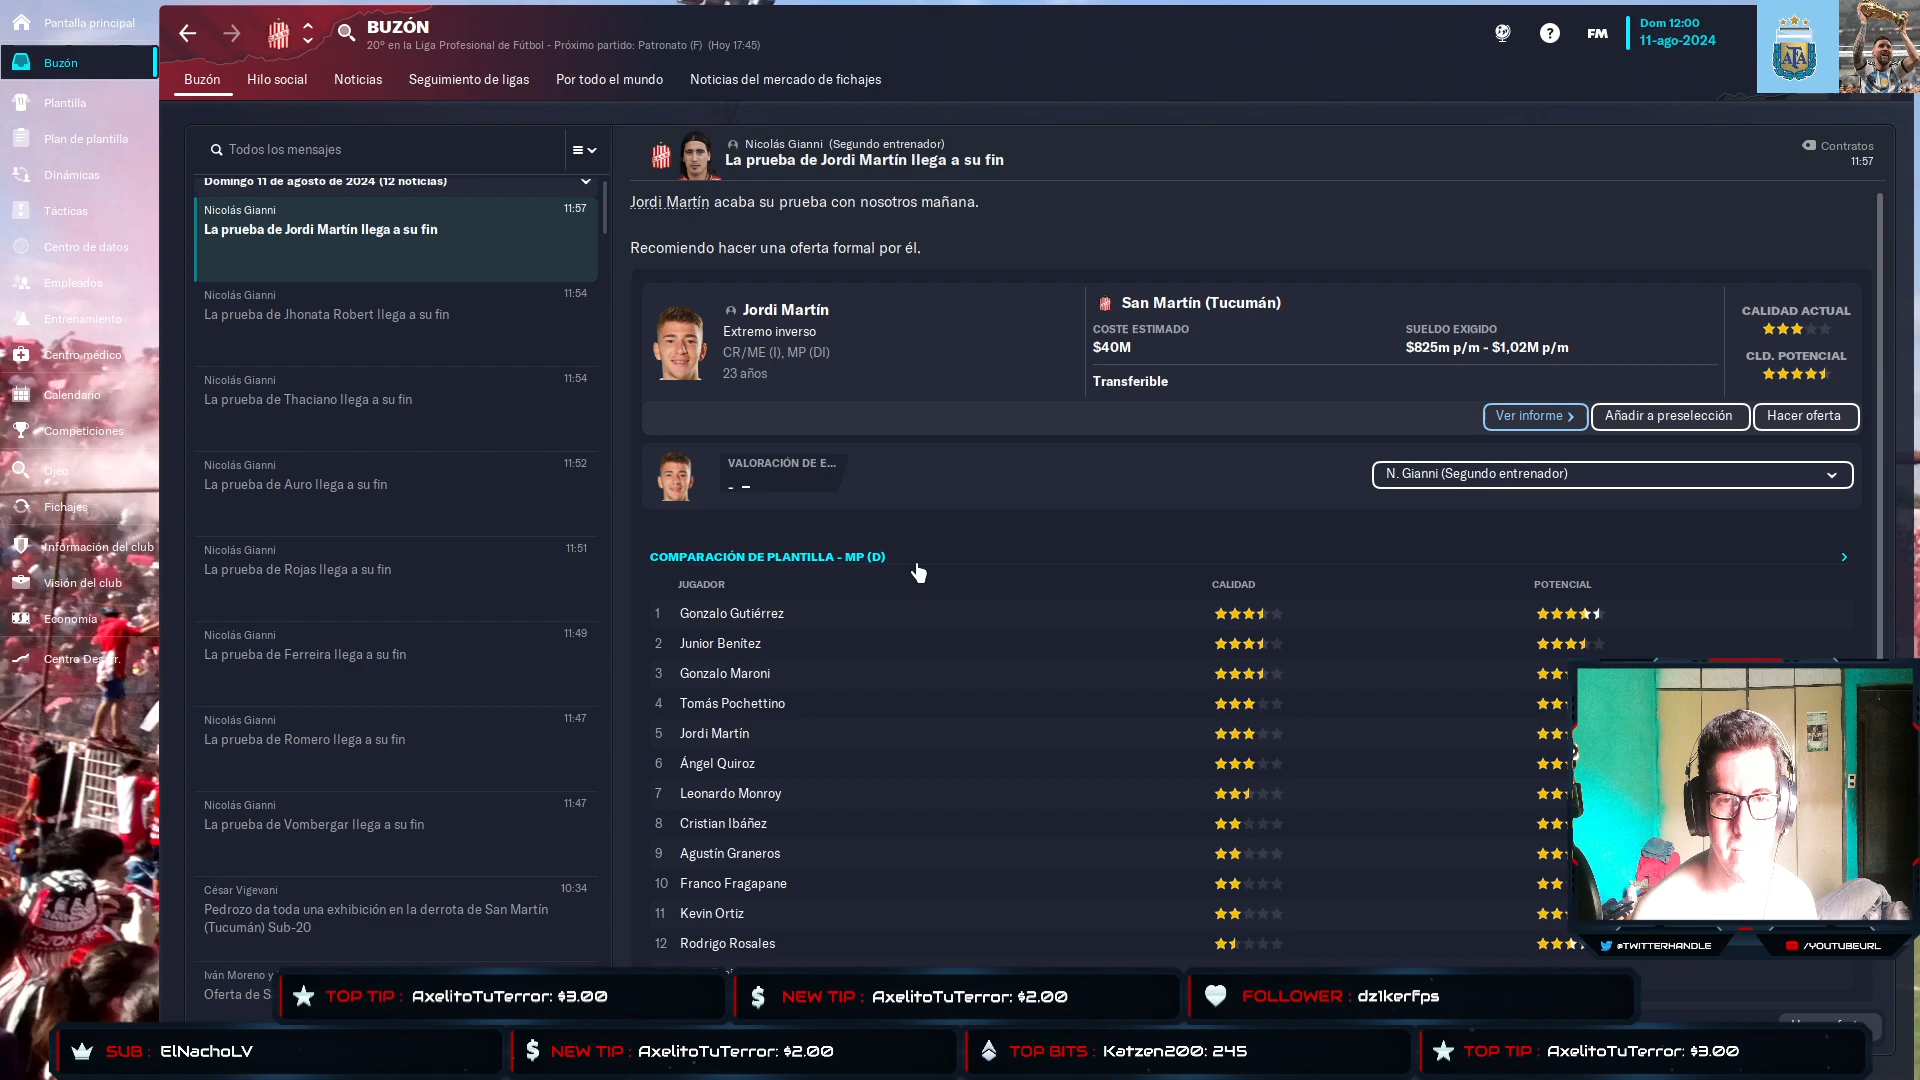 Pantalla principal
Buzón
Plantilla
Plan de plantilla
Dinámicas
Tácticas
Centro de datos
Empleados
Entrenamiento
Centro médico
Calendario
Competiciones
Ojeo
Fichajes
Información del club
Visión del club
Economía
Centro Desarr.
BUZÓN
20° en la Liga Profesional de Fútbol - Próximo partido: Patronato (F) (Hoy 17:45)
FM
Dom 12:00
11-ago-2024
AFA
Buzón
Hilo social
Noticias
Seguimiento de ligas
Por todo el mundo
Noticias del mercado de fichajes
Todos los mensajes
Domingo 11 de agosto de 2024 (12 noticias)
Nicolás Gianni 11:57
La prueba de Jordi Martín llega a su fin
Nicolás Gianni 11:54
La prueba de Jhonata Robert llega a su fin
Nicolás Gianni 11:54
La prueba de Thaciano llega a su fin
Nicolás Gianni 11:52
La prueba de Auro llega a su fin
Nicolás Gianni 11:51
La prueba de Rojas llega a su fin
Nicolás Gianni 11:49
La prueba de Ferreira llega a su fin
Nicolás Gianni 11:47
La prueba de Romero llega a su fin
Nicolás Gianni 11:47
La prueba de Vombergar llega a su fin
César Vigevani 10:34
Pedrozo da toda una exhibición en la derrota de San Martín
(Tucumán) Sub-20
Iván Moreno y
Oferta de S
Nicolás Gianni (Segundo entrenador)
La prueba de Jordi Martín llega a su fin
Contratos
11:57
Jordi Martín acaba su prueba con nosotros mañana.
Recomiendo hacer una oferta formal por él.
Jordi Martín
Extremo inverso
CR/ME (I), MP (DI)
23 años
San Martín (Tucumán)
COSTE ESTIMADO
$40M
SUELDO EXIGIDO
$825m p/m - $1,02M p/m
Transferible
CALIDAD ACTUAL
CLD. POTENCIAL
Ver informe
Añadir a preselección
Hacer oferta
VALORACIÓN DE E...
- –
N. Gianni (Segundo entrenador)
COMPARACIÓN DE PLANTILLA - MP (D)
JUGADOR CALIDAD POTENCIAL
1 Gonzalo Gutiérrez
2 Junior Benítez
3 Gonzalo Maroni
4 Tomás Pochettino
5 Jordi Martín
6 Ángel Quiroz
7 Leonardo Monroy
8 Cristian Ibáñez
9 Agustín Graneros
10 Franco Fragapane
11 Kevin Ortiz
12 Rodrigo Rosales
@TWITTERHANDLE
/YOUTUBEURL
TOP TIP : AxelitoTuTerror: $3.00
NEW TIP : AxelitoTuTerror: $2.00
FOLLOWER : dz1kerfps
SUB : ElNachoLV
NEW TIP : AxelitoTuTerror: $2.00
TOP BITS : Katzen200: 245
TOP TIP : AxelitoTuTerror: $3.00